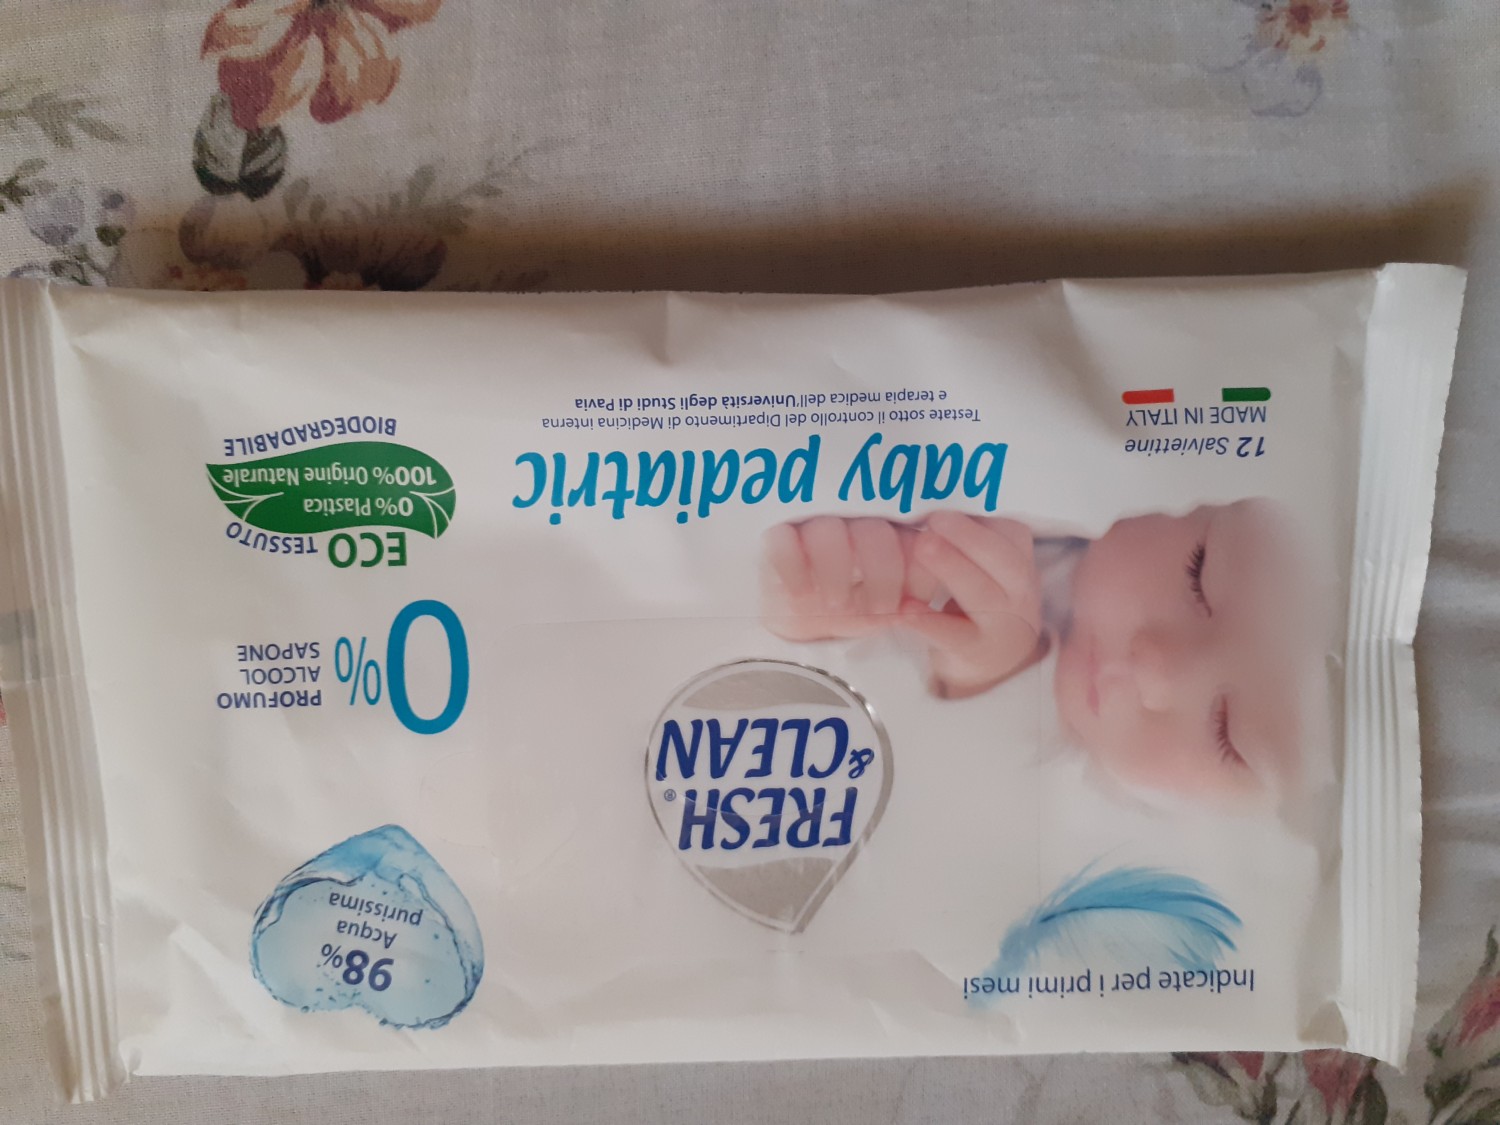 Indicate per i primi mesi
FRESH®
& CLEAN
98%
Acqua
purissima
0%
PROFUMO
ALCOOL
SAPONE
ECO TESSUTO
0% Plastica
100% Origine Naturale
BIODEGRADABILE
baby pediatric
Testate sotto il controllo del Dipartimento di Medicina interna
e terapia medica dell'Università degli Studi di Pavia
12 Salviettine
MADE IN ITALY